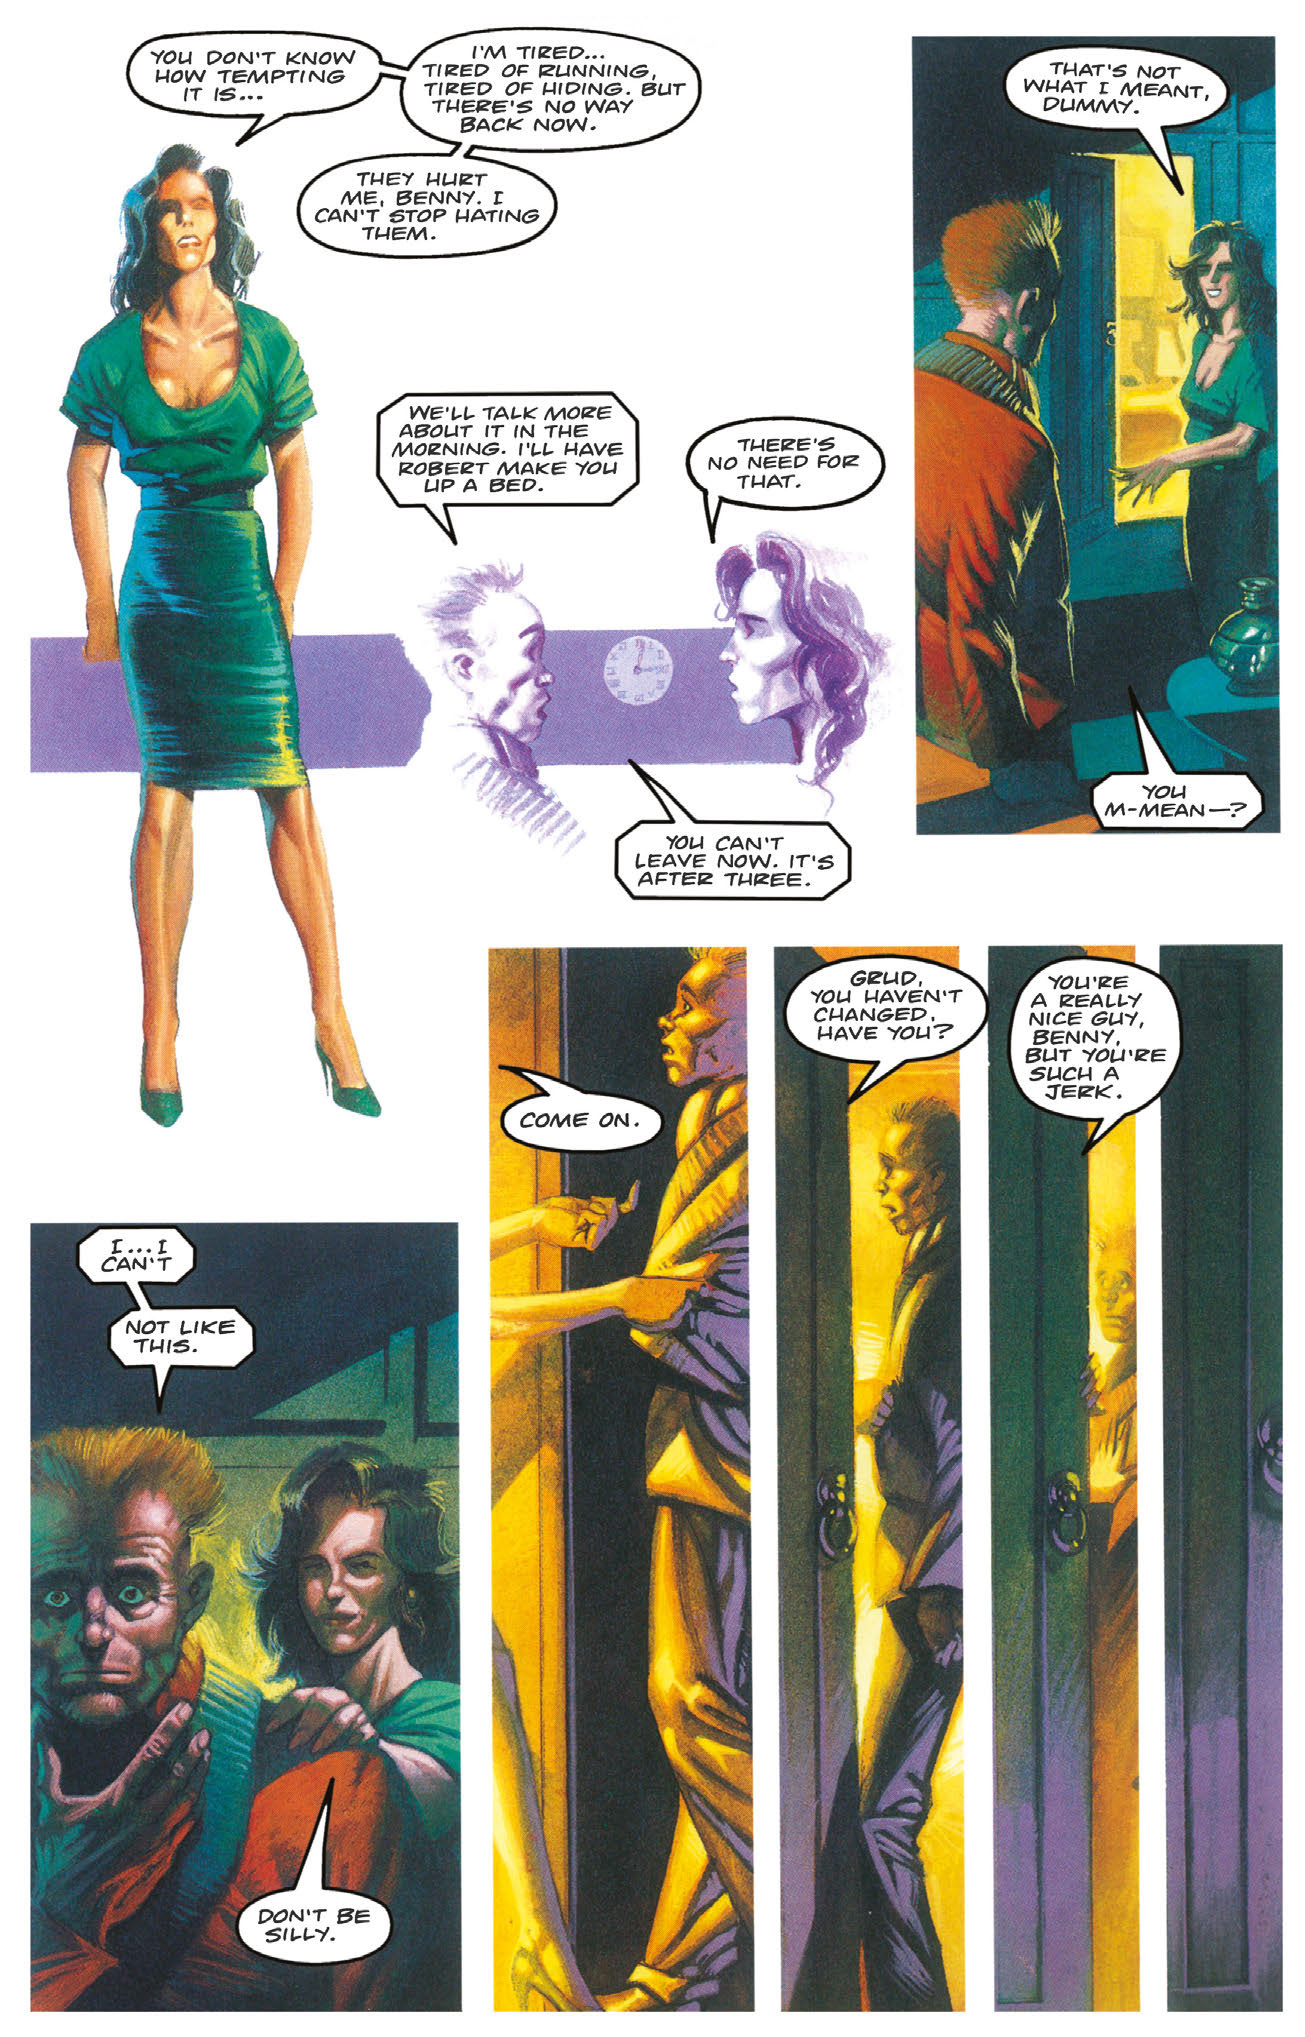 YOU DON'T KNOW
HOW TEMPTING
IT IS...
I'M TIRED...
TIRED OF RUNNING,
TIRED OF HIDING. BUT
THERE'S NO WAY
BACK NOW.
THEY HURT
ME, BENNY. I
CAN'T STOP HATING
THEM.
WE'LL TALK MORE
ABOUT IT IN THE
MORNING. I'LL HAVE
ROBERT MAKE YOU
UP A BED.
THERE'S
NO NEED FOR
THAT.
YOU CAN'T
LEAVE NOW. IT'S
AFTER THREE.
THAT'S NOT
WHAT I MEANT,
DUMMY.
YOU
M-MEAN—?
I...I
CAN'T
NOT LIKE
THIS.
DON'T BE
SILLY.
COME ON.
GRUD,
YOU HAVEN'T
CHANGED,
HAVE YOU?
YOU'RE
A REALLY
NICE GUY,
BENNY,
BUT YOU'RE
SUCH A
JERK.